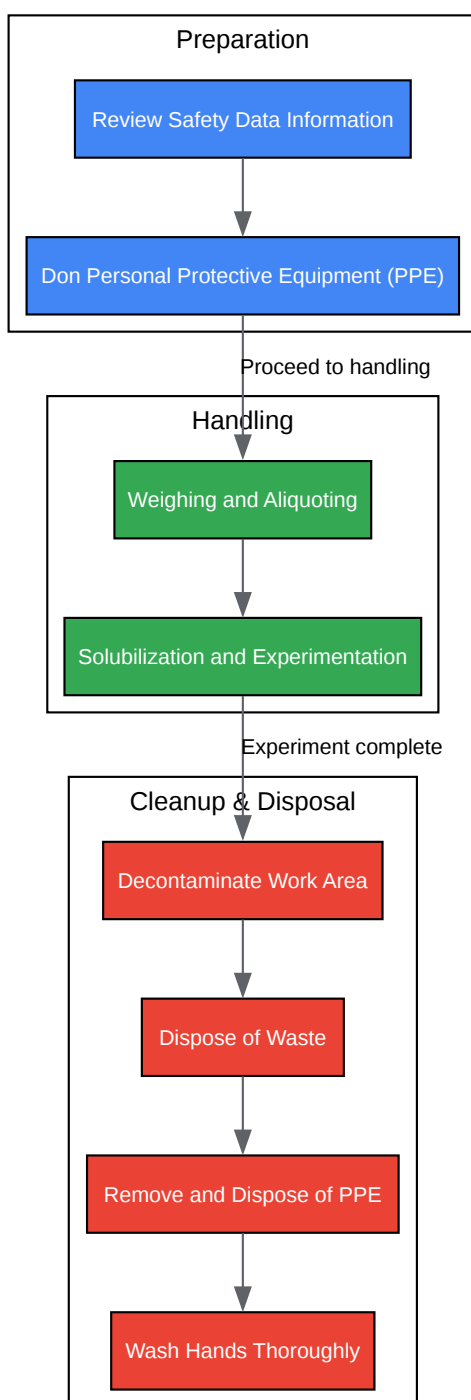 Preparation
Review Safety Data Information
Don Personal Protective Equipment (PPE)
Proceed to handling
Handling
Weighing and Aliquoting
Solubilization and Experimentation
Experiment complete
Cleanup & Disposal
Decontaminate Work Area
Dispose of Waste
Remove and Dispose of PPE
Wash Hands Thoroughly